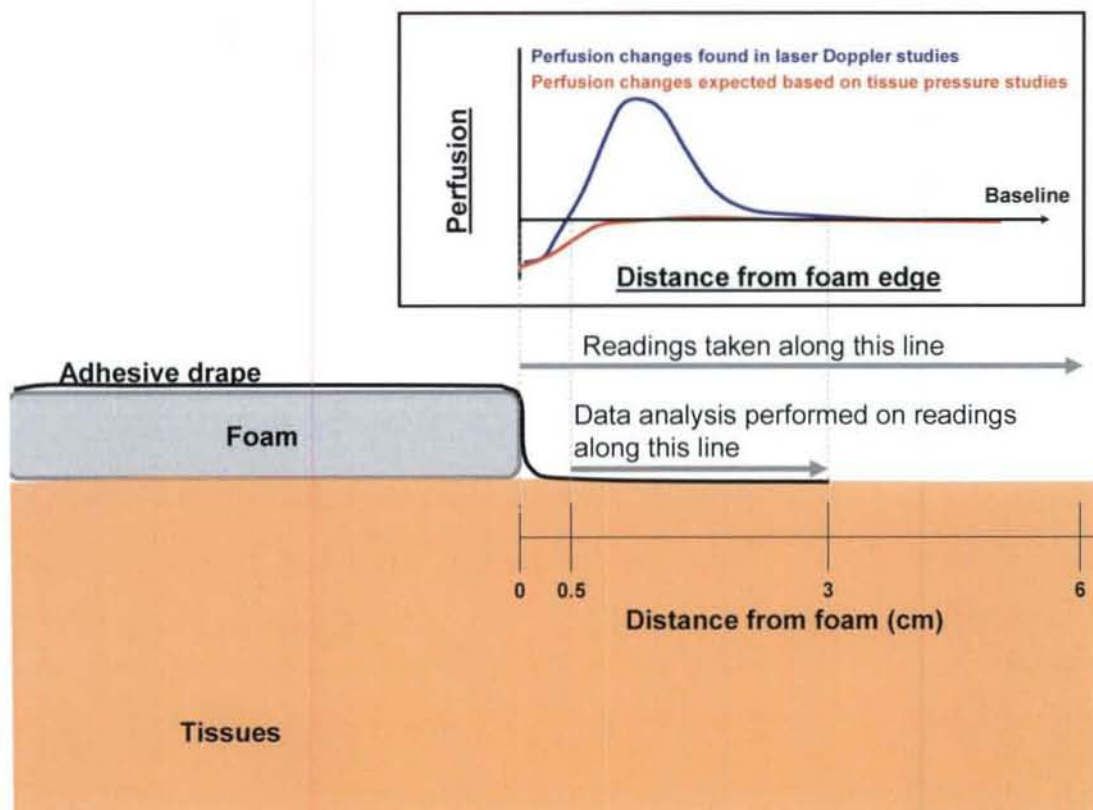 Perfusion changes found in laser Doppler studies
Perfusion changes expected based on tissue pressure studies
Perfusion
Baseline
Distance from foam edge
Readings taken along this line
Adhesive drape
Data analysis performed on readings
along this line
Foam
0 0.5 3 6
Distance from foam (cm)
Tissues